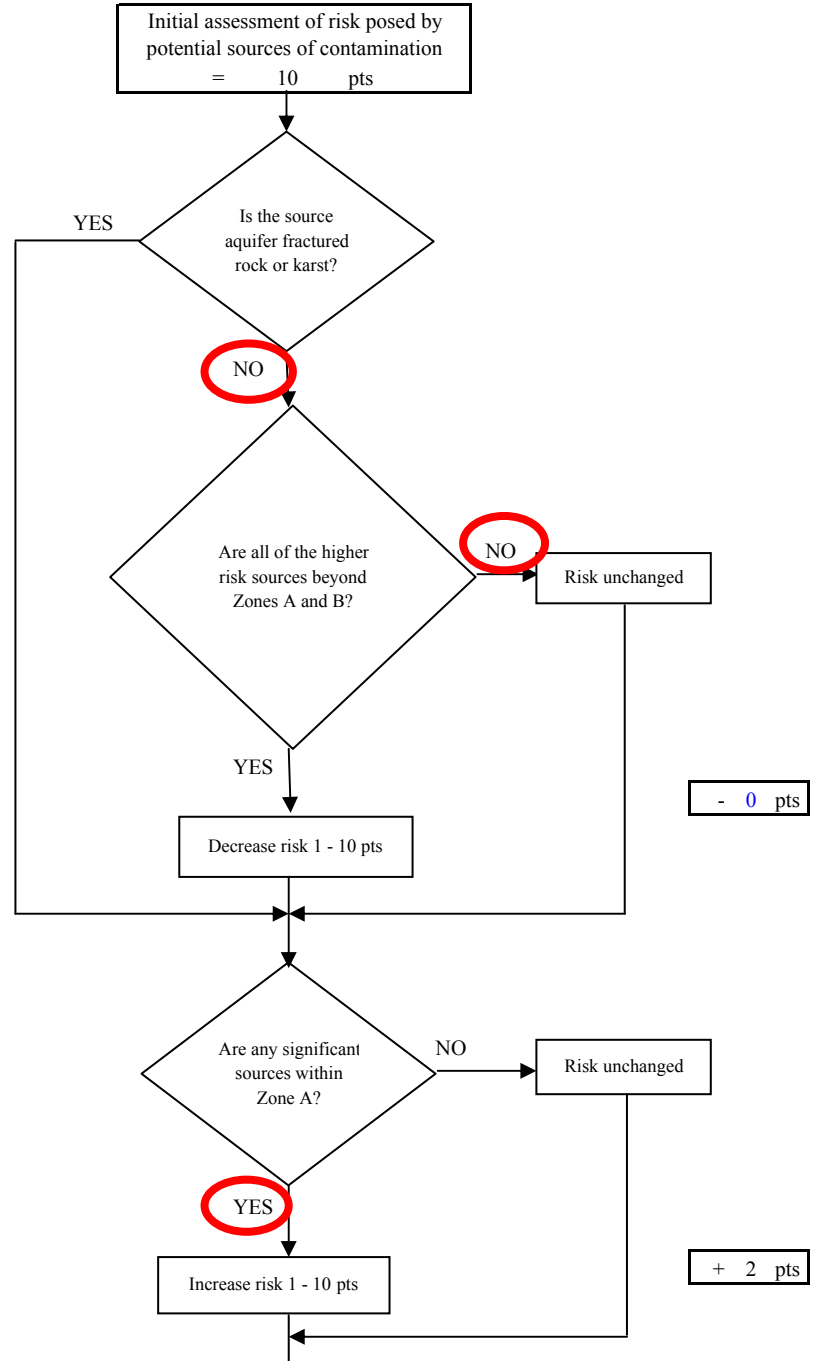 Initial assessment of risk posed by
potential sources of contamination
= 10 pts
YES
Is the source
aquifer fractured
rock or karst?
NO
Are all of the higher
risk sources beyond
Zones A and B?
NO
Risk unchanged
YES
- 0 pts
Decrease risk 1 - 10 pts
Are any significant
sources within
Zone A?
NO
Risk unchanged
YES
+ 2 pts
Increase risk 1 - 10 pts